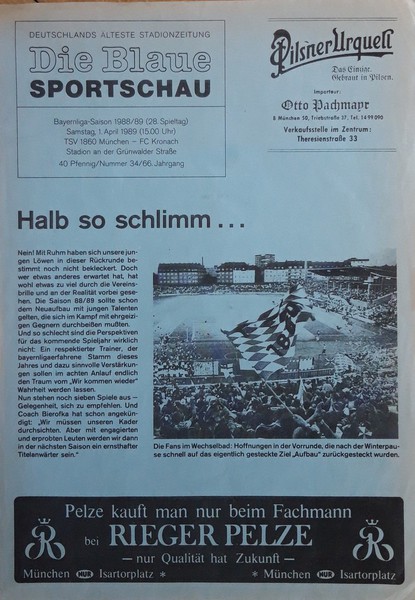 DEUTSCHLANDS ÄLTESTE STADIONZEITUNG
Die Blaue
SPORTSCHAU
Bayernliga-Saison 1988/89 (28. Spieltag)
Samstag, 1. April 1989 (15.00 Uhr)
TSV 1860 München – FC Kronach
Stadion an der Grünwalder Straße
40 Pfennig/Nummer 34/66. Jahrgang
Pilsner Urquell
Das Einzige.
Gebraut in Pilsen.
Importeur:
Otto Pachmayr
8 München 50, Triebstraße 37, Tel. 14 99 090
Verkaufsstelle im Zentrum:
Theresienstraße 33
Halb so schlimm ...
Nein! Mit Ruhm haben sich unsere jun-
gen Löwen in dieser Rückrunde be-
stimmt noch nicht bekleckert. Doch
wer etwas anderes erwartet hat, hat
wohl etwas zu viel durch die Vereins-
brille und an der Realität vorbei gese-
hen. Die Saison 88/89 sollte schon
dem Neuaufbau mit jungen Talenten
gelten, die sich im Kampf mit ehrgeizi-
gen Gegnern durchbeißen mußten.
Und so schlecht sind die Perspektiven
für das kommende Spieljahr wirklich
nicht: Ein respektierter Trainer, der
bayernligaerfahrene Stamm dieses
Jahres und dazu sinnvolle Verstärkun-
gen sollen im achten Anlauf endlich
den Traum vom „Wir kommen wieder"
Wahrheit werden lassen.
Nun stehen noch sieben Spiele aus –
Gelegenheit, sich zu empfehlen. Und
Coach Bierofka hat schon angekün-
digt: „Wir müssen unseren Kader
durchsichten. Aber mit engagierten
und erprobten Leuten werden wir dann
in der nächsten Saison ein ernsthafter
Titelanwärter sein."
Die Fans im Wechselbad: Hoffnungen in der Vorrunde, die nach der Winterpau-
se schnell auf das eigentlich gesteckte Ziel „Aufbau" zurückgesteckt wurden.
Pelze kauft man nur beim Fachmann
bei RIEGER PELZE
— nur Qualität hat Zukunft —
München HUR Isartorplatz *
* München HUR Isartorplatz